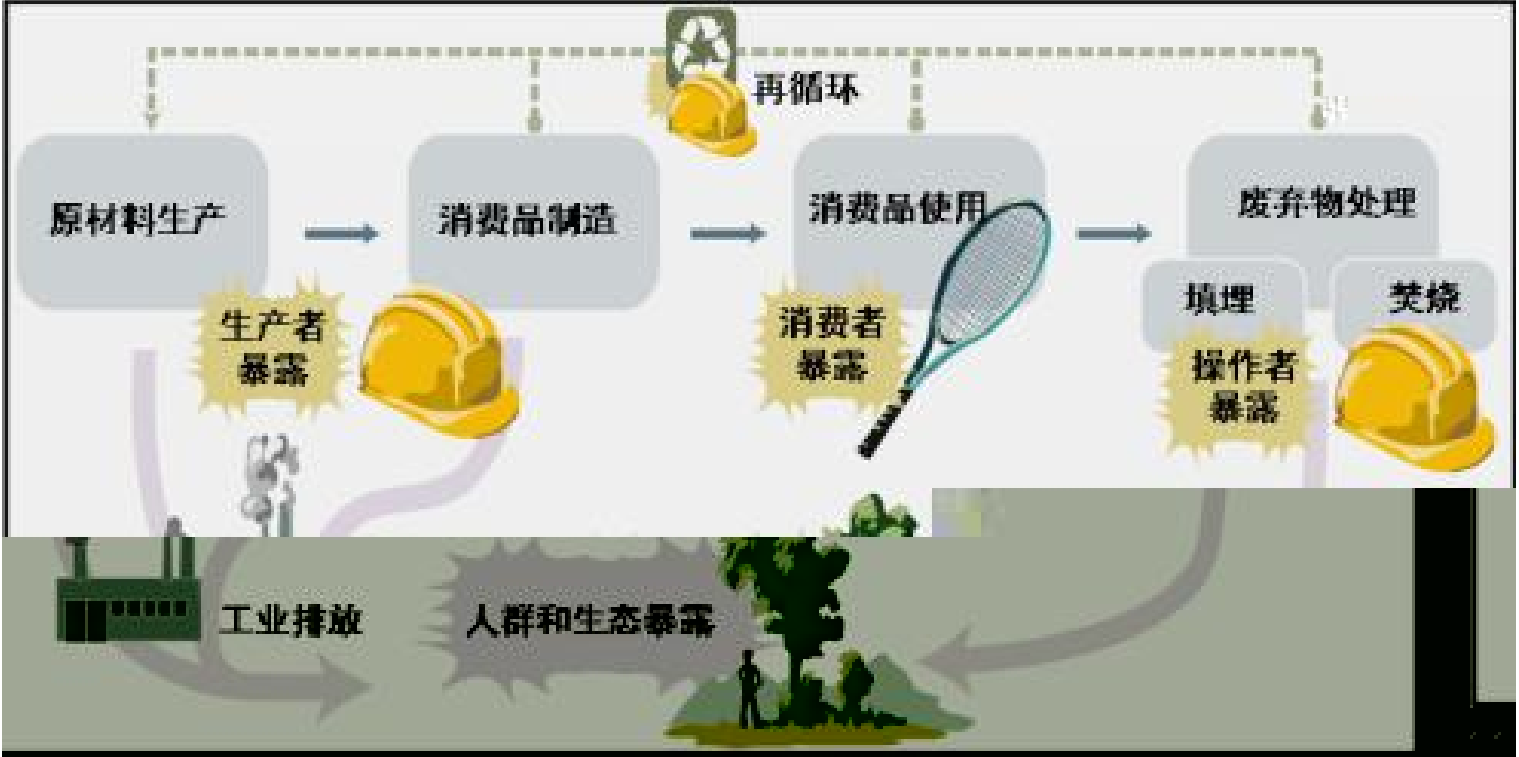 再循环
原材料生产
消费品制造
消费品使用
废弃物处理
填埋
焚烧
生产者
暴露
消费者
暴露
操作者
暴露
工业排放
人群和生态暴露